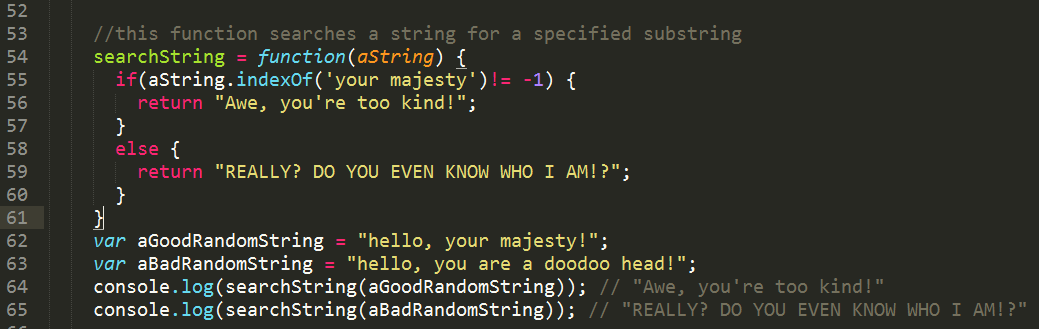 52
53 //this function searches a string for a specified substring
54 searchString = function(aString) {
55 if(aString.indexOf('your majesty')!= -1) {
56 return "Awe, you're too kind!";
57 }
58 else {
59 return "REALLY? DO YOU EVEN KNOW WHO I AM!?";
60 }
61 }
62 var aGoodRandomString = "hello, your majesty!";
63 var aBadRandomString = "hello, you are a doodoo head!";
64 console.log(searchString(aGoodRandomString)); // "Awe, you're too kind!"
65 console.log(searchString(aBadRandomString)); // "REALLY? DO YOU EVEN KNOW WHO I AM!?"